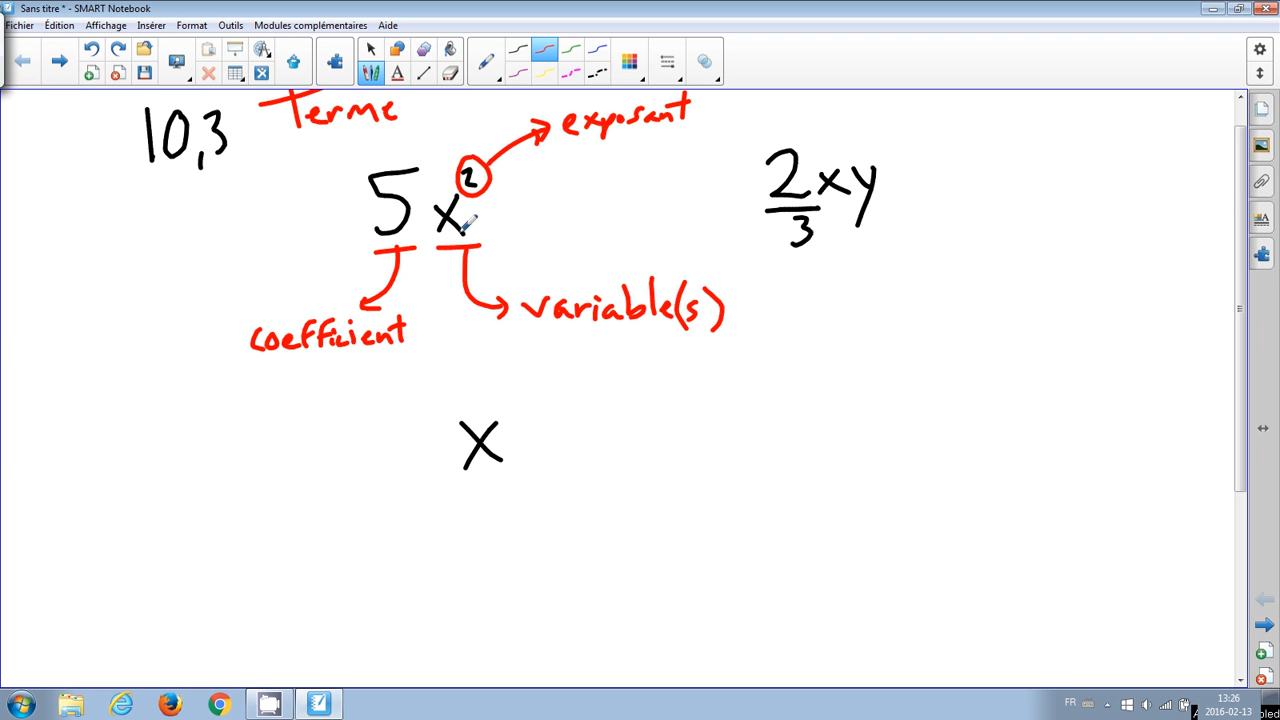 Sans titre * - SMART Notebook
Fichier Édition Affichage Insérer Format Outils Modules complémentaires Aide
10,3
Terme
exposant
5x²
2/3 xy
coefficient
variable(s)
x
FR
13:26
2016-02-13